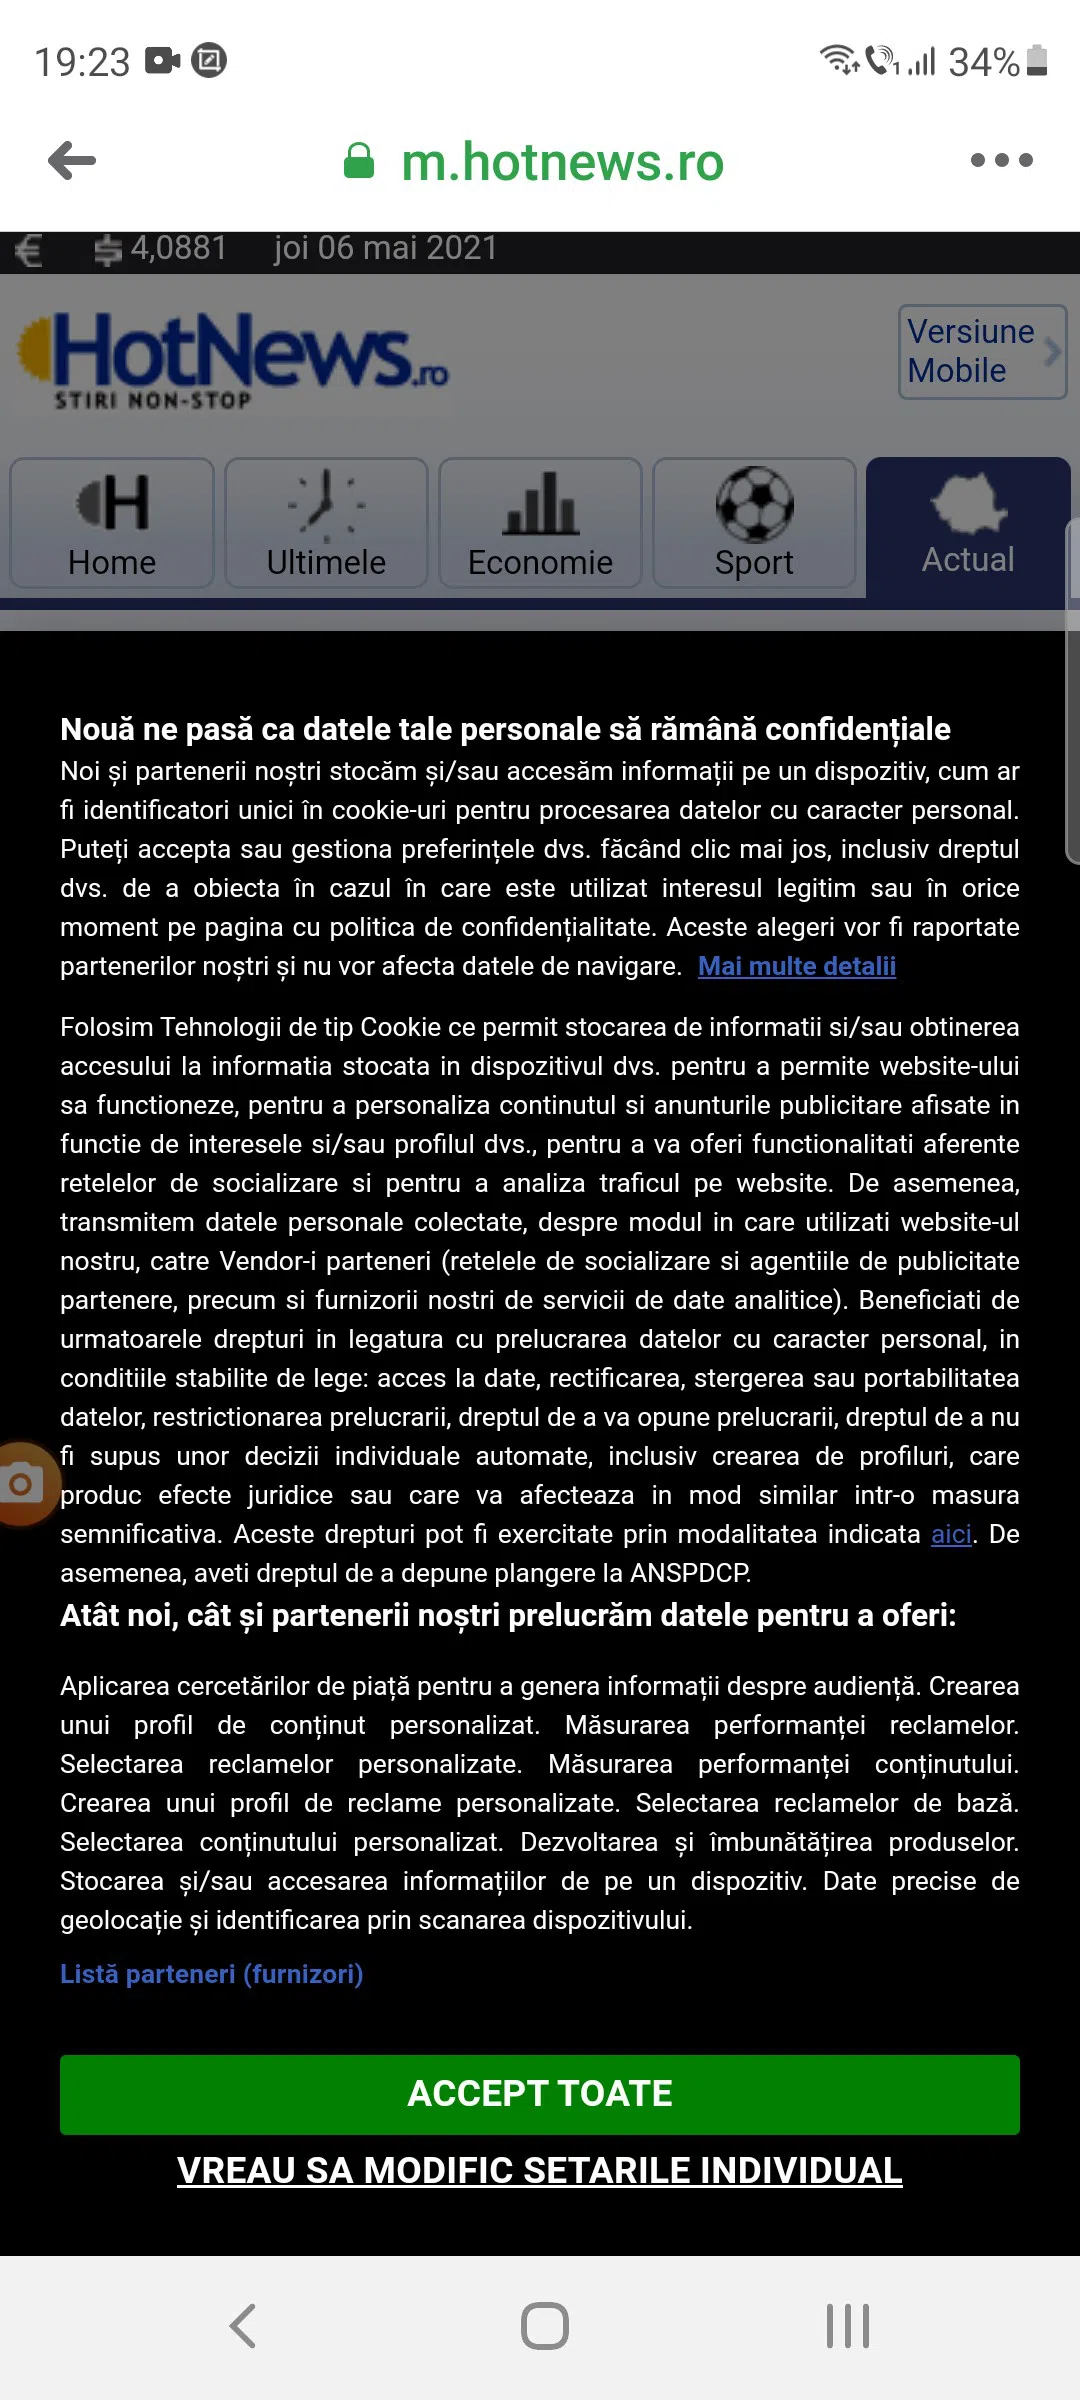 19:23
1
34%
m.hotnews.ro
€ $ 4,0881 joi 06 mai 2021
HotNews.ro
STIRI NON-STOP
Versiune
Mobile
H
Home
Ultimele
Economie
Sport
Actual
Nouă ne pasă ca datele tale personale să rămână confidențiale
Noi și partenerii noștri stocăm și/sau accesăm informații pe un dispozitiv, cum ar
fi identificatori unici în cookie-uri pentru procesarea datelor cu caracter personal.
Puteți accepta sau gestiona preferințele dvs. făcând clic mai jos, inclusiv dreptul
dvs. de a obiecta în cazul în care este utilizat interesul legitim sau în orice
moment pe pagina cu politica de confidențialitate. Aceste alegeri vor fi raportate
partenerilor noștri și nu vor afecta datele de navigare. Mai multe detalii
Folosim Tehnologii de tip Cookie ce permit stocarea de informatii si/sau obtinerea
accesului la informatia stocata in dispozitivul dvs. pentru a permite website-ului
sa functioneze, pentru a personaliza continutul si anunturile publicitare afisate in
functie de interesele si/sau profilul dvs., pentru a va oferi functionalitati aferente
retelelor de socializare si pentru a analiza traficul pe website. De asemenea,
transmitem datele personale colectate, despre modul in care utilizati website-ul
nostru, catre Vendor-i parteneri (retelele de socializare si agentiile de publicitate
partenere, precum si furnizorii nostri de servicii de date analitice). Beneficiati de
urmatoarele drepturi in legatura cu prelucrarea datelor cu caracter personal, in
conditiile stabilite de lege: acces la date, rectificarea, stergerea sau portabilitatea
datelor, restrictionarea prelucrarii, dreptul de a va opune prelucrarii, dreptul de a nu
fi supus unor decizii individuale automate, inclusiv crearea de profiluri, care
produc efecte juridice sau care va afecteaza in mod similar intr-o masura
semnificativa. Aceste drepturi pot fi exercitate prin modalitatea indicata aici. De
asemenea, aveti dreptul de a depune plangere la ANSPDCP.
Atât noi, cât și partenerii noștri prelucrăm datele pentru a oferi:
Aplicarea cercetărilor de piață pentru a genera informații despre audiență. Crearea
unui profil de conținut personalizat. Măsurarea performanței reclamelor.
Selectarea reclamelor personalizate. Măsurarea performanței conținutului.
Crearea unui profil de reclame personalizate. Selectarea reclamelor de bază.
Selectarea conținutului personalizat. Dezvoltarea și îmbunătățirea produselor.
Stocarea și/sau accesarea informațiilor de pe un dispozitiv. Date precise de
geolocație și identificarea prin scanarea dispozitivului.
Listă parteneri (furnizori)
ACCEPT TOATE
VREAU SA MODIFIC SETARILE INDIVIDUAL